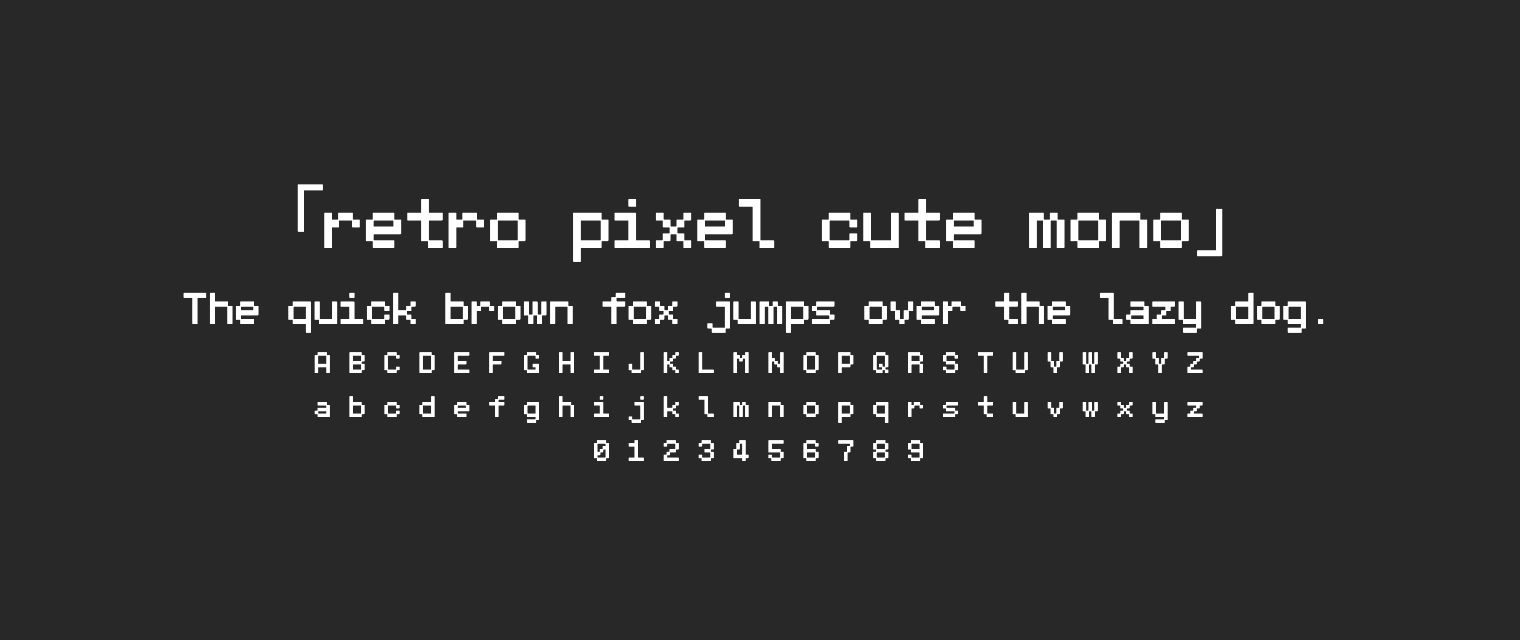 「retro pixel cute mono」
The quick brown fox jumps over the lazy dog.
A B C D E F G H I J K L M N O P Q R S T U V W X Y Z
a b c d e f g h i j k l m n o p q r s t u v w x y z
0 1 2 3 4 5 6 7 8 9